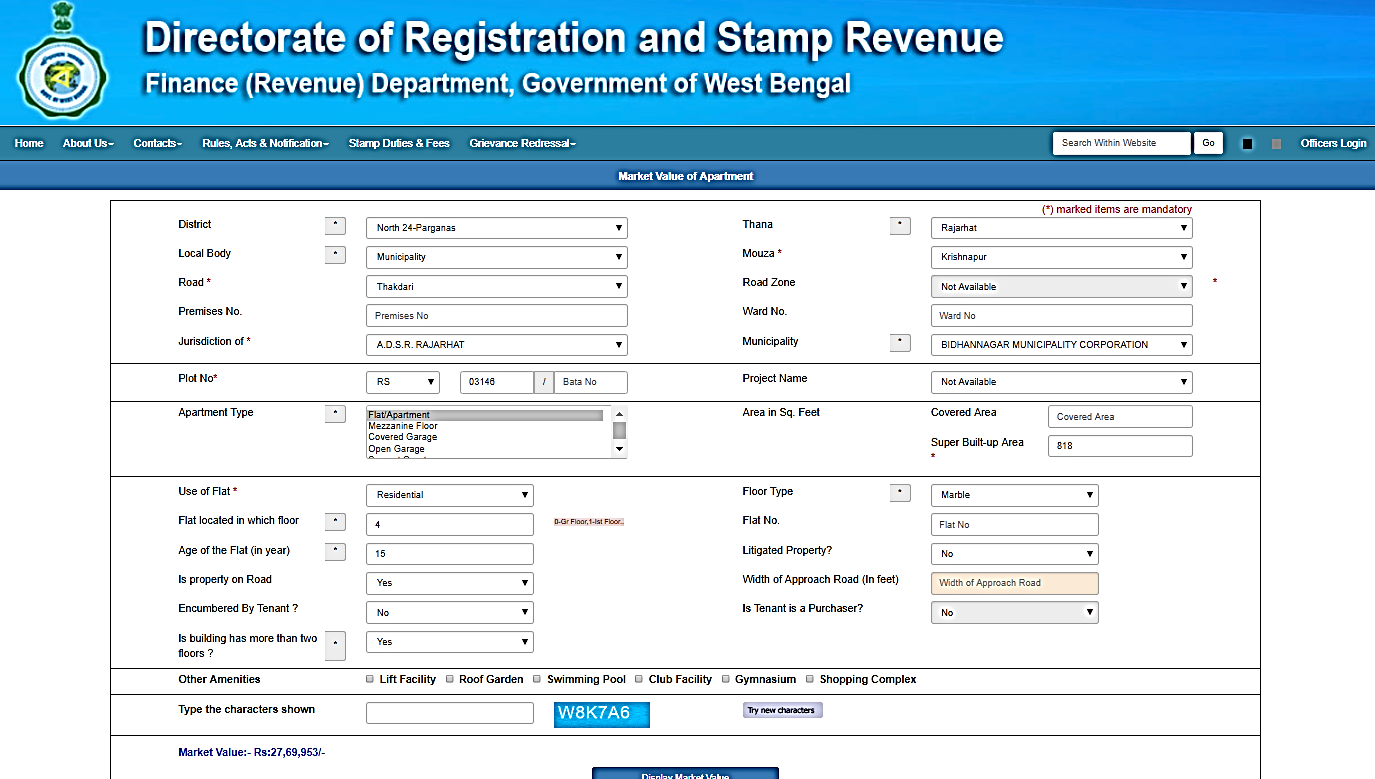 Directorate of Registration and Stamp Revenue
Finance (Revenue) Department, Government of West Bengal
Home About Us Contacts Rules, Acts & Notification Stamp Duties & Fees Grievance Redressal Search Within Website Go Officers Login
Market Value of Apartment
(*) marked items are mandatory
District * North 24-Parganas Thana * Rajarhat
Local Body * Municipality Mouza * Krishnapur
Road * Thakdari Road Zone Not Available *
Premises No. Premises No Ward No. Ward No
Jurisdiction of * A.D.S.R. RAJARHAT Municipality * BIDHANNAGAR MUNICIPALITY CORPORATION
Plot No* RS 03146 / Bata No Project Name Not Available
Apartment Type * Flat/Apartment Area in Sq. Feet Covered Area Covered Area
Mezzanine Floor
Covered Garage
Open Garage
Super Built-up Area * 818
Use of Flat * Residential Floor Type * Marble
Flat located in which floor * 4 0-Gr Floor,1-Ist Floor.. Flat No. Flat No
Age of the Flat (in year) * 15 Litigated Property? No
Is property on Road Yes Width of Approach Road (In feet) Width of Approach Road
Encumbered By Tenant ? No Is Tenant is a Purchaser? No
Is building has more than two floors ? * Yes
Other Amenities Lift Facility Roof Garden Swimming Pool Club Facility Gymnasium Shopping Complex
Type the characters shown W8K7A6 Try new characters
Market Value:- Rs:27,69,953/-
Display Market Value